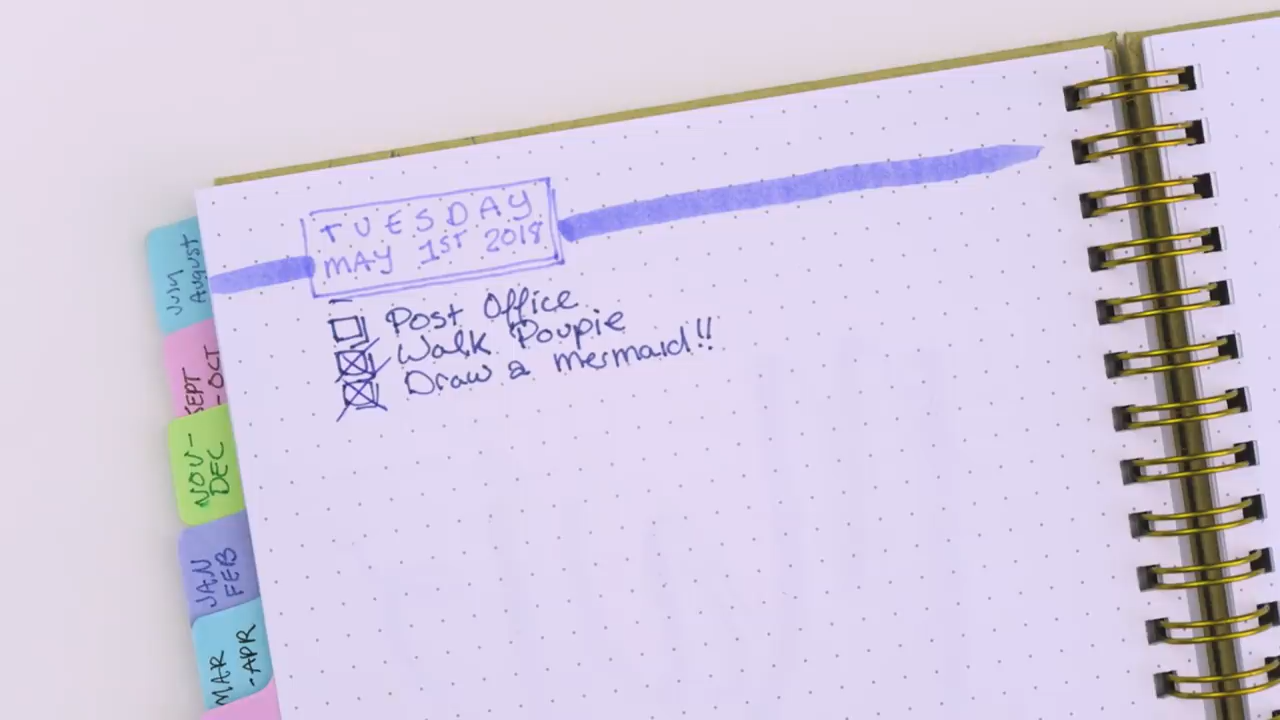 TUESDAY
MAY 1ST 2018
Post Office
Walk Poupie
Draw a mermaid!!
July
August
SEPT
-OCT
NOV-
DEC
JAN
FEB
MAR
-APR